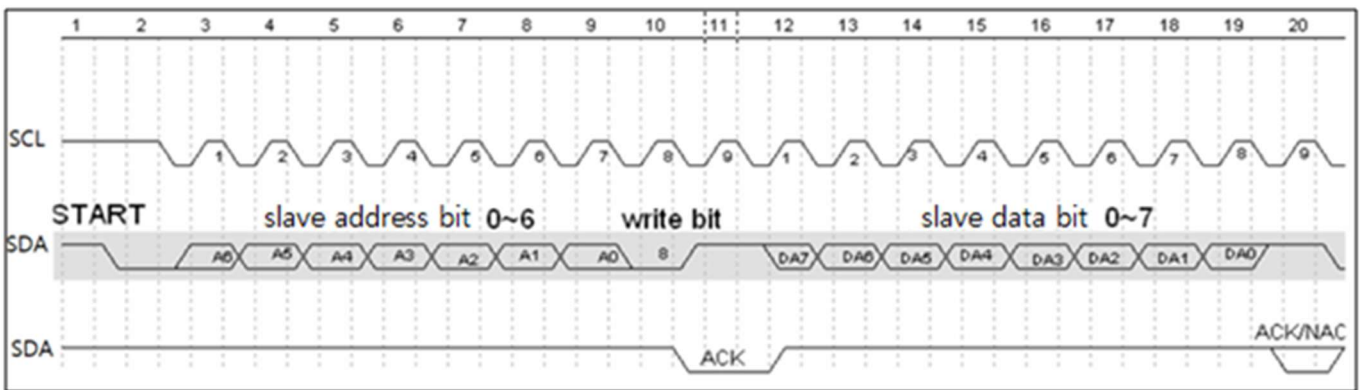 1 2 3 4 5 6 7 8 9 10 11 12 13 14 15 16 17 18 19 20
SCL 1 2 3 4 5 6 7 8 9 1 2 3 4 5 6 7 8 9
START slave address bit 0~6 write bit slave data bit 0~7
SDA A6 A5 A4 A3 A2 A1 A0 8 DA7 DA6 DA5 DA4 DA3 DA2 DA1 DA0
ACK/NAC
SDA ACK